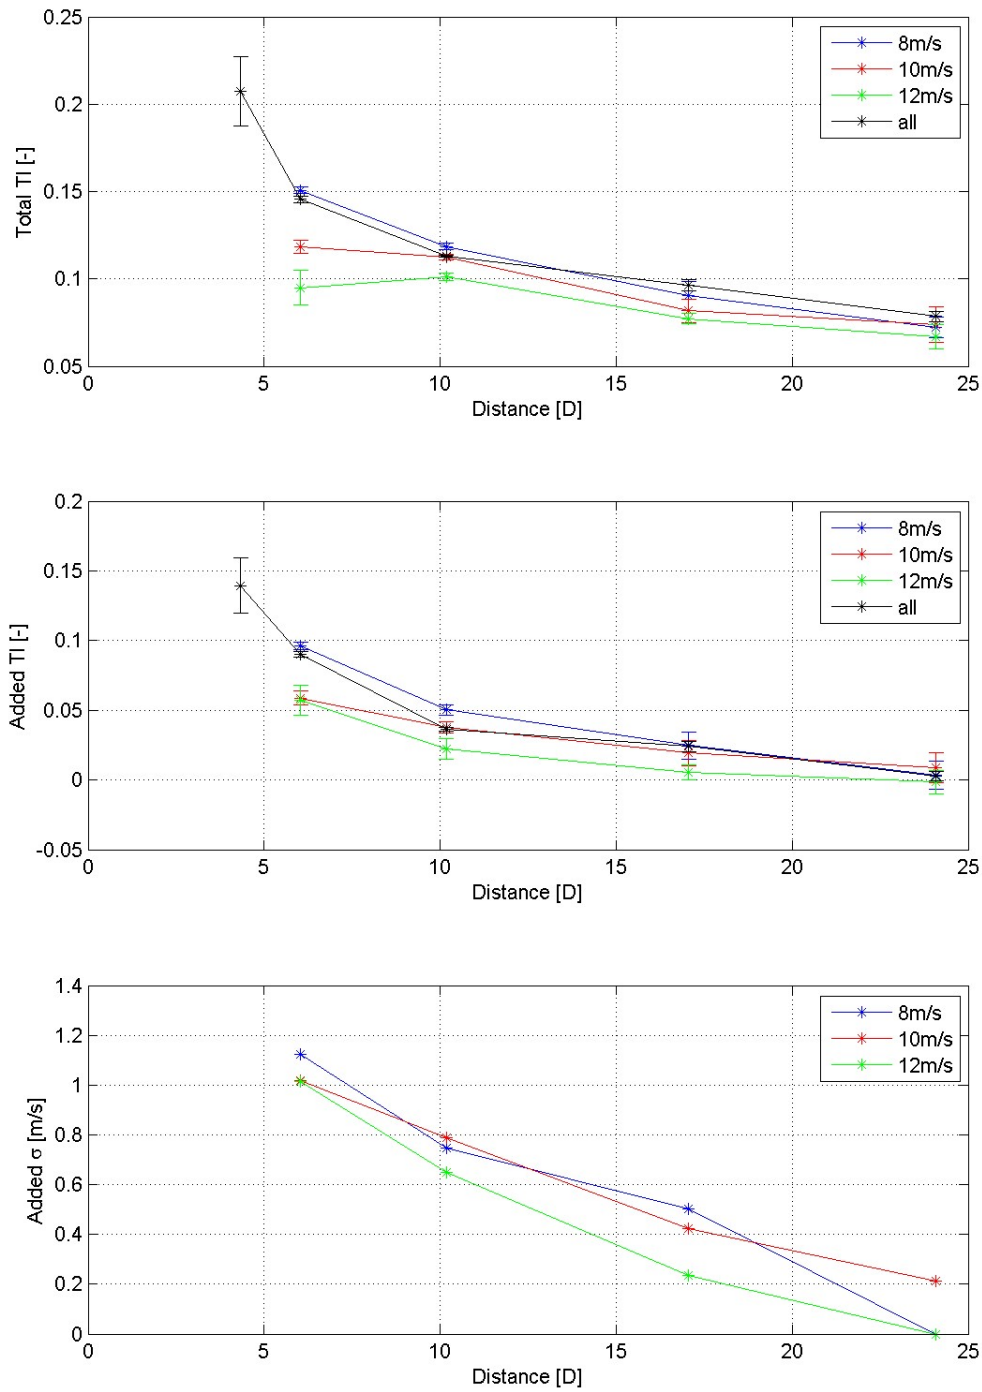 0.25
0.2
0.15
0.1
0.05
Total TI [-]
0 5 10 15 20 25
Distance [D]
8m/s
10m/s
12m/s
all
0.2
0.15
0.1
0.05
0
-0.05
Added TI [-]
0 5 10 15 20 25
Distance [D]
8m/s
10m/s
12m/s
all
1.4
1.2
1
0.8
0.6
0.4
0.2
0
Added σ [m/s]
0 5 10 15 20 25
Distance [D]
8m/s
10m/s
12m/s